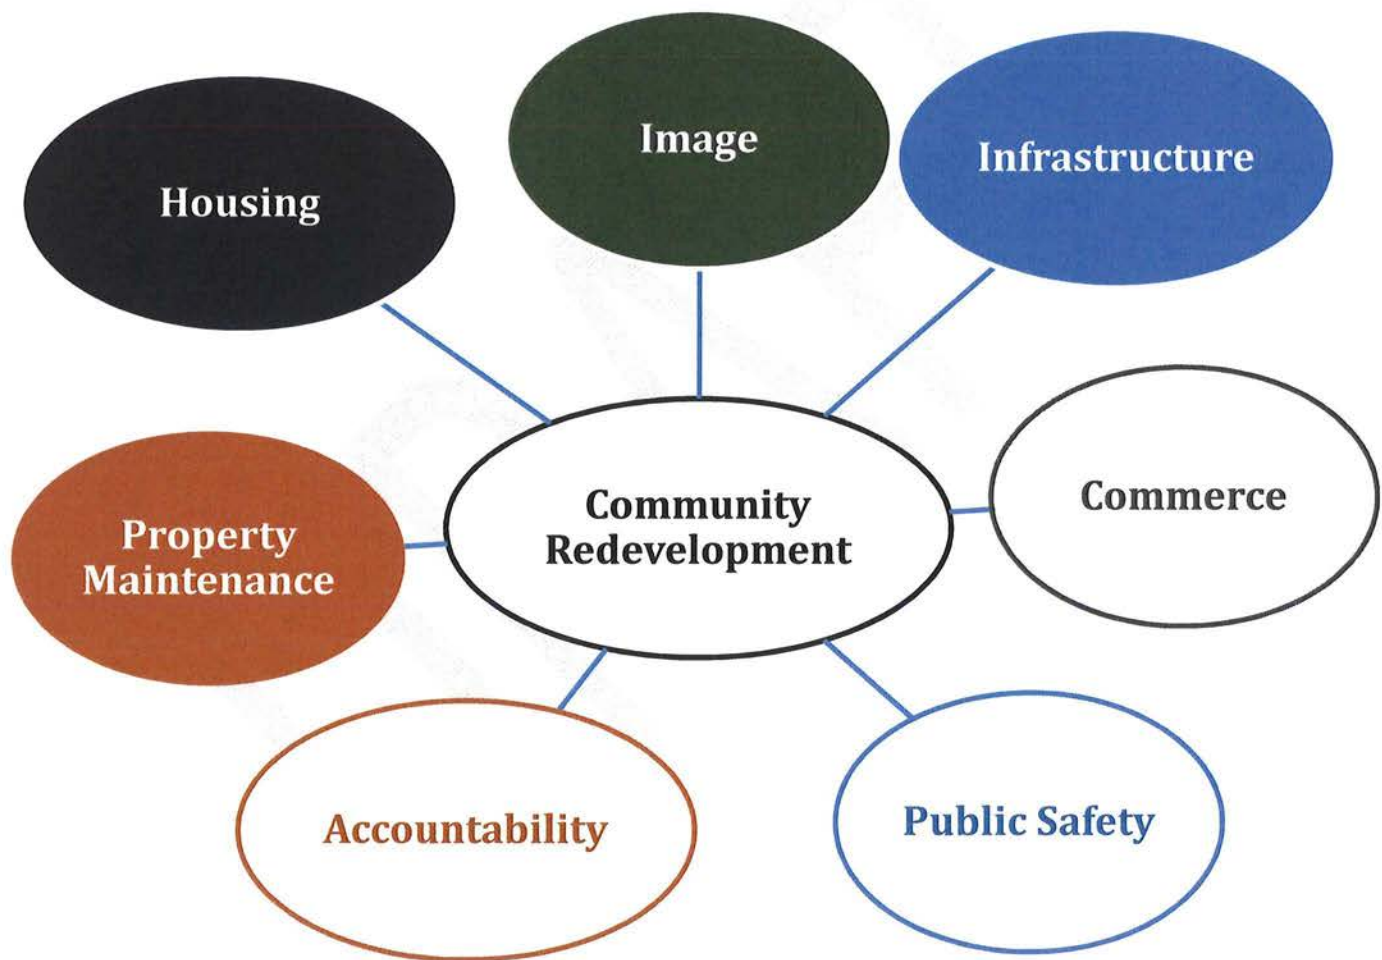 Image
Infrastructure
Housing
Commerce
Community
Redevelopment
Property
Maintenance
Accountability
Public Safety